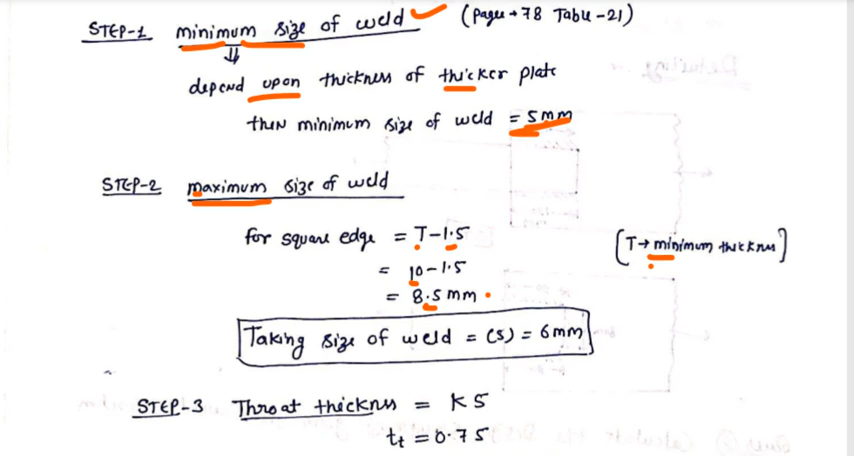 STEP-1 minimum size of weld ✓ (Page → 78 Table -21)
⇓
depend upon thickness of thicker plate
then minimum size of weld = 5mm
STEP-2 maximum size of weld
for square edge = T-1.5 [T→ minimum thicknes]
= 10-1.5
= 8.5 mm
Taking size of weld = (S) = 6mm
STEP-3 Throat thicknes = KS
tt = 0.7S